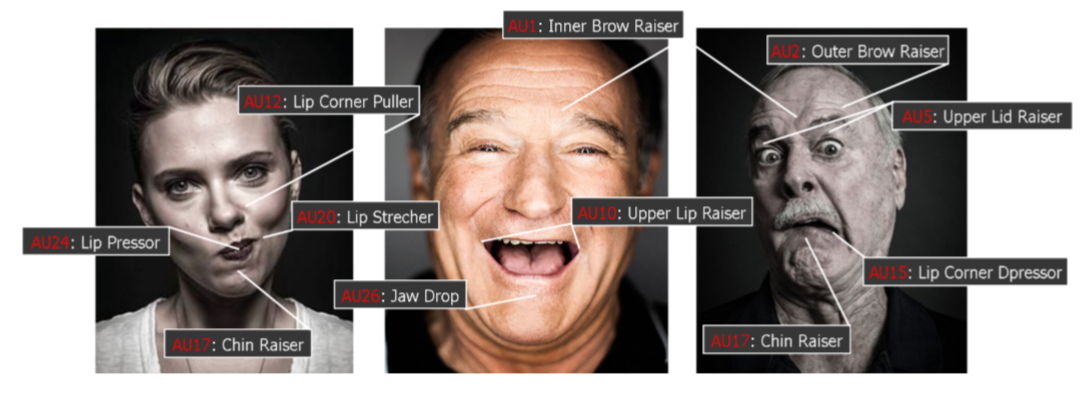 AU1: Inner Brow Raiser
AU2: Outer Brow Raiser
AU12: Lip Corner Puller
AU5: Upper Lid Raiser
AU20: Lip Strecher
AU10: Upper Lip Raiser
AU24: Lip Pressor
AU15: Lip Corner Dpressor
AU26: Jaw Drop
AU17: Chin Raiser
AU17: Chin Raiser